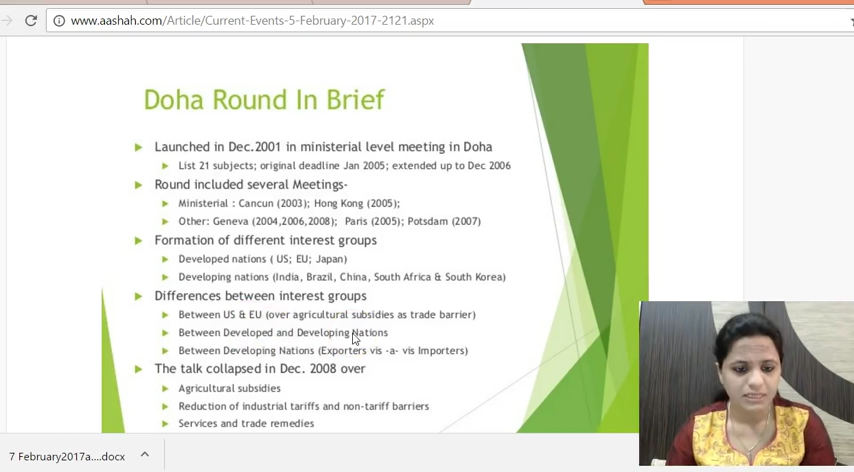 www.aashah.com/Article/Current-Events-5-February-2017-2121.aspx
Doha Round In Brief
Launched in Dec.2001 in ministerial level meeting in Doha
List 21 subjects; original deadline Jan 2005; extended up to Dec 2006
Round included several Meetings-
Ministerial : Cancun (2003); Hong Kong (2005);
Other: Geneva (2004,2006,2008);  Paris (2005); Potsdam (2007)
Formation of different interest groups
Developed nations ( US; EU; Japan)
Developing nations (India, Brazil, China, South Africa & South Korea)
Differences between interest groups
Between US & EU (over agricultural subsidies as trade barrier)
Between Developed and Developing Nations
Between Developing Nations (Exporters vis -a- vis Importers)
The talk collapsed in Dec. 2008 over
Agricultural subsidies
Reduction of industrial tariffs and non-tariff barriers
Services and trade remedies
7 February2017a....docx